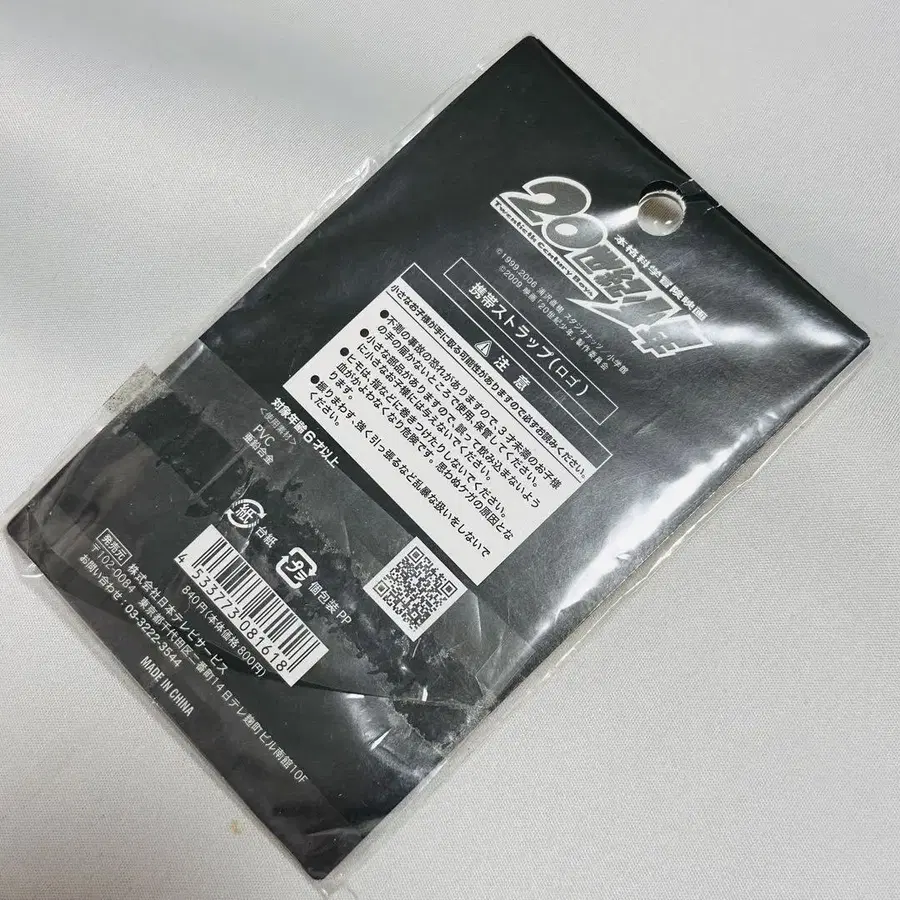 本格科学冒険映画
20世紀少年
Twentieth Century Boys
©1999,2006 浦沢直樹 スタジオナッツ/小学館
©2009 映画「20世紀少年」製作委員会
携帯ストラップ(ロゴ)
⚠注意
小さなお子様が手に取る可能性がありますので必ずお読みください。
●不測の事故の恐れがありますので、3才未満のお子様
の手の届かないところで使用、保管してください。
●小さな部品がありますので、誤って飲み込まないよう
に小さなお子様には与えないでください。
●ヒモは、指などに巻きつけたりしないでください。
血がかよわなくなり危険です。思わぬケガの原因とな
ります。
●振りまわす、強く引っ張るなど乱暴な扱いをしないで
ください。
対象年齢6才以上
<使用素材>
PVC
亜鉛合金
紙
台紙
プラ
個包装 PP
4533773081618
840円(本体価格 800円)
発売元 株式会社日本テレビサービス
〒102-0084 東京都千代田区二番町14 日テレ麹町ビル南館10F
お問い合わせ:03-3222-3544
MADE IN CHINA